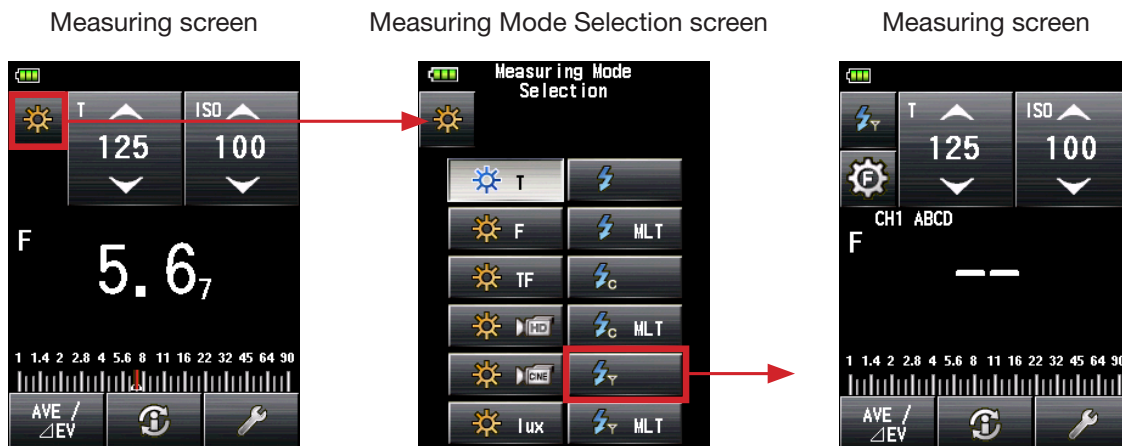 Measuring screen
Measuring Mode Selection screen
Measuring screen
T
ISO
125
100
F
5.6₇
1 1.4 2 2.8 4 5.6 8 11 16 22 32 45 64 90
AVE /
⊿EV
Measuring Mode
Selection
T
F
MLT
TF
C
HD
C MLT
CINE
lux
MLT
T
ISO
125
100
F
CH1 ABCD
F
--
1 1.4 2 2.8 4 5.6 8 11 16 22 32 45 64 90
AVE /
⊿EV